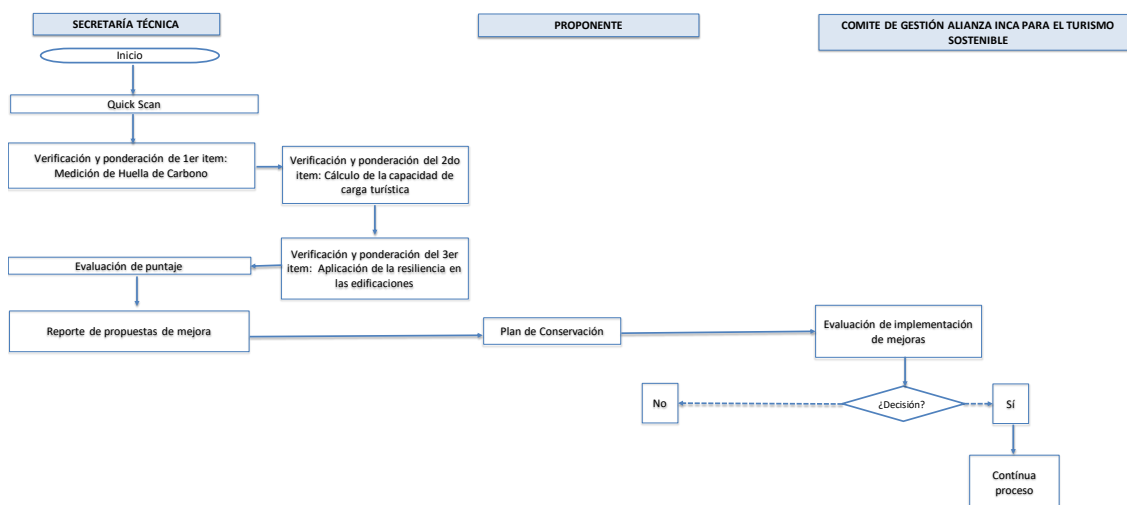 SECRETARÍA TÉCNICA
PROPONENTE
COMITE DE GESTIÓN ALIANZA INCA PARA EL TURISMO
SOSTENIBLE
Inicio
Quick Scan
Verificación y ponderación de 1er item:
Medición de Huella de Carbono
Verificación y ponderación del 2do
item: Cálculo de la capacidad de
carga turística
Verificación y ponderación del 3er
item: Aplicación de la resiliencia en
las edificaciones
Evaluación de puntaje
Reporte de propuestas de mejora
Plan de Conservación
Evaluación de implementación
de mejoras
¿Decisión?
No
Sí
Contínua
proceso